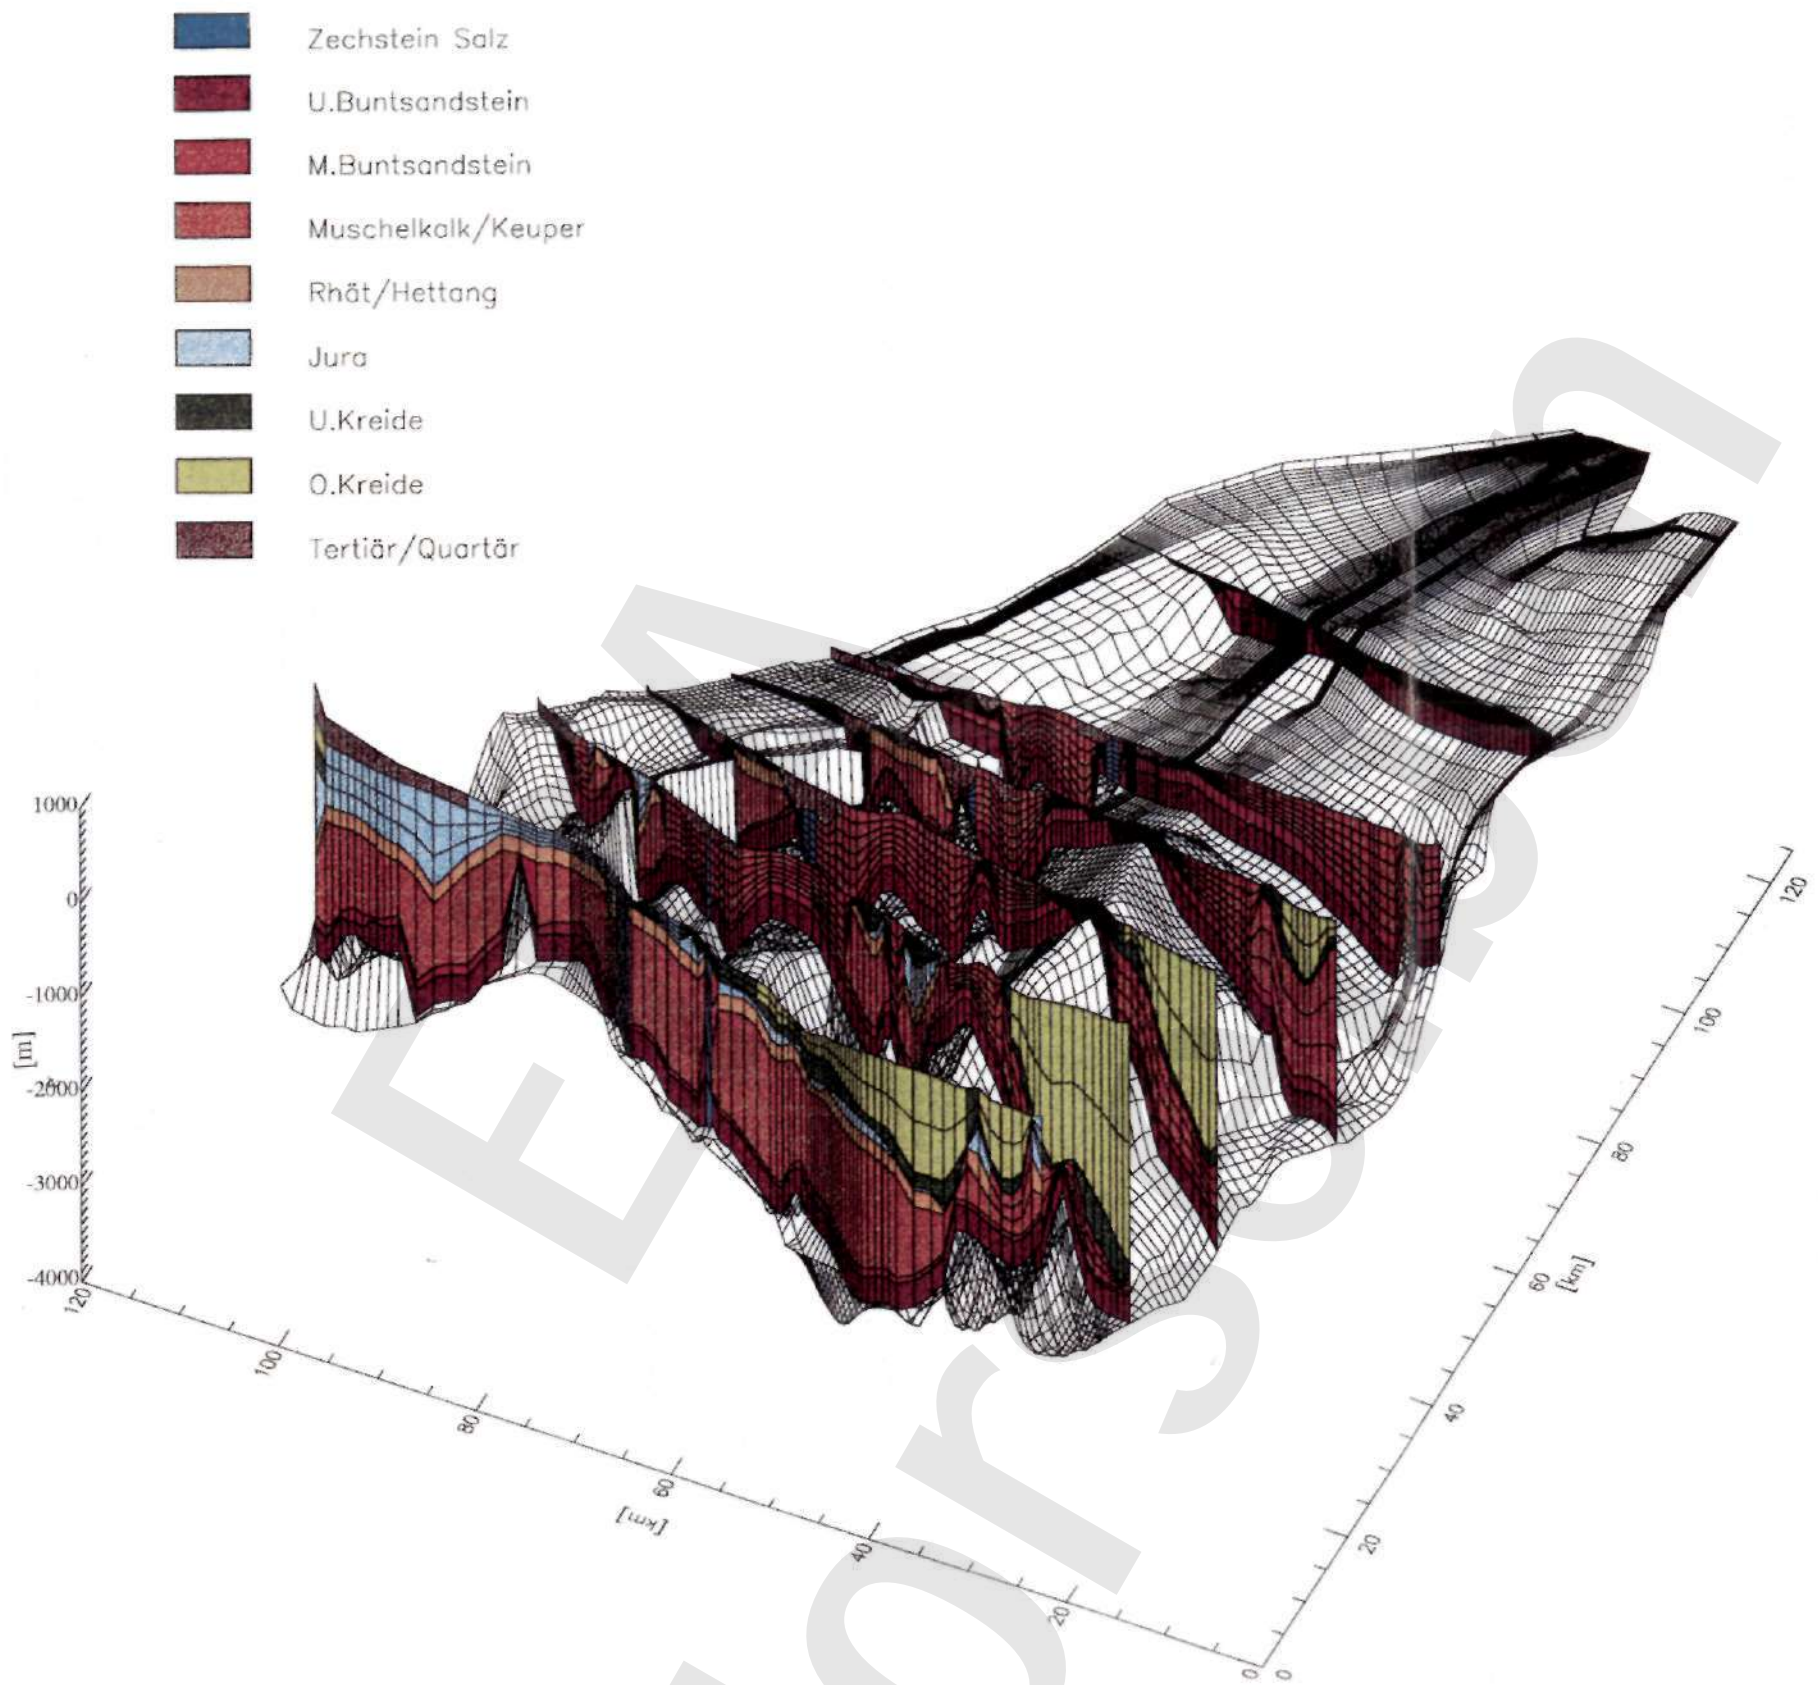 Zechstein Salz
U.Buntsandstein
M.Buntsandstein
Muschelkalk/Keuper
Rhät/Hettang
Jura
U.Kreide
O.Kreide
Tertiär/Quartär
1000
0
-1000
-2000
-3000
-4000
[m]
120
100
80
60
40
20
0
[km]
0
20
40
60
80
100
120
[km]